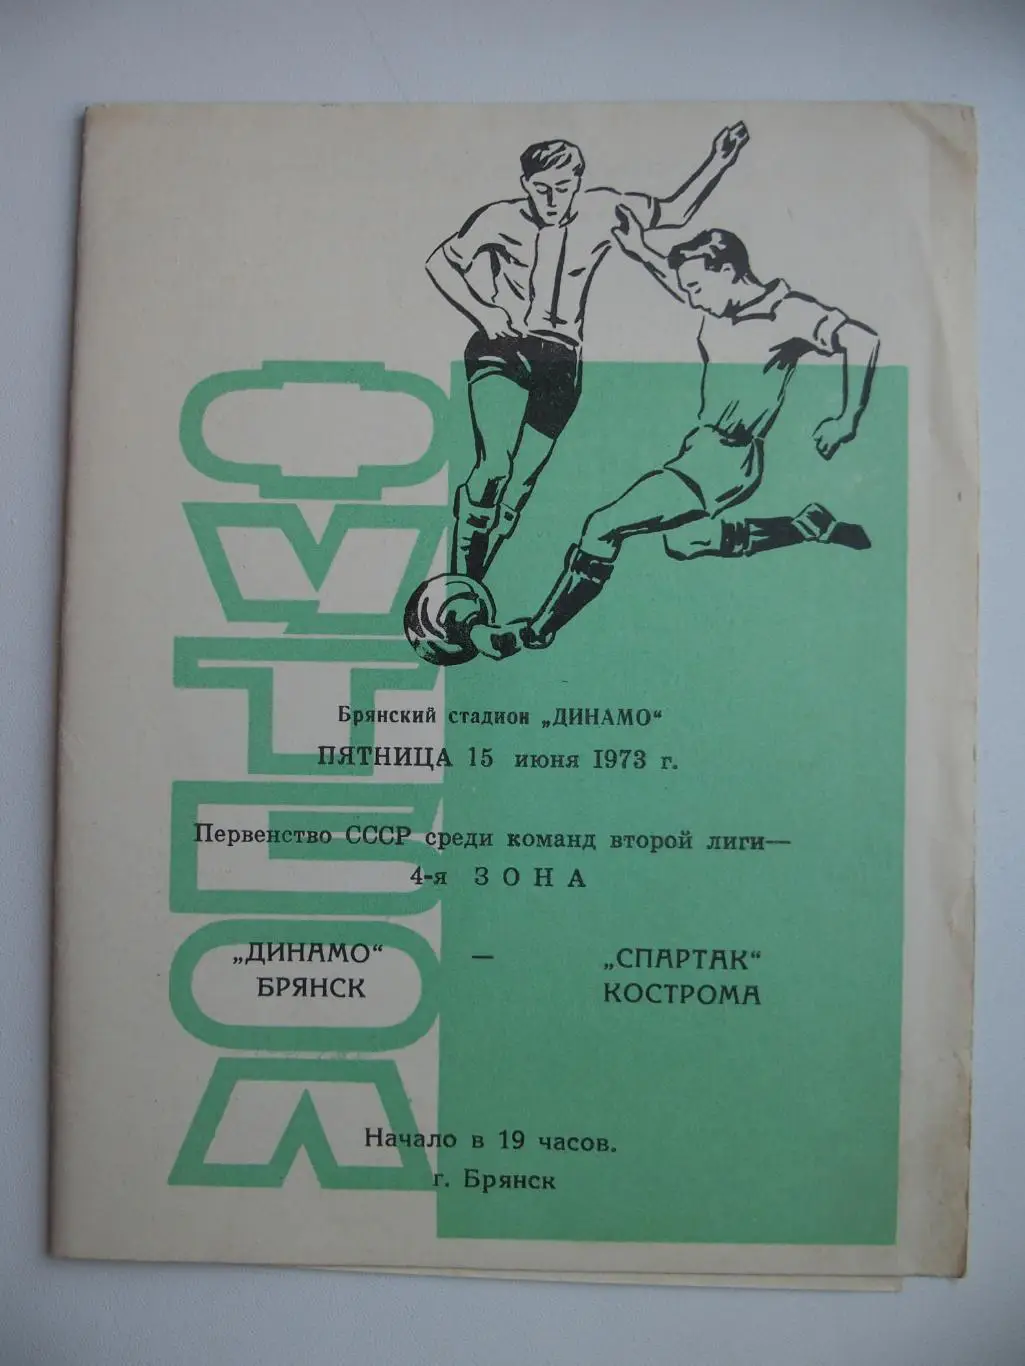 ФУТБОЛ
Брянский стадион „ДИНАМО“
ПЯТНИЦА 15 июня 1973 г.
Первенство СССР среди команд второй лиги—
4-я ЗОНА
„ДИНАМО“ — „СПАРТАК“
БРЯНСК КОСТРОМА
Начало в 19 часов.
г. Брянск